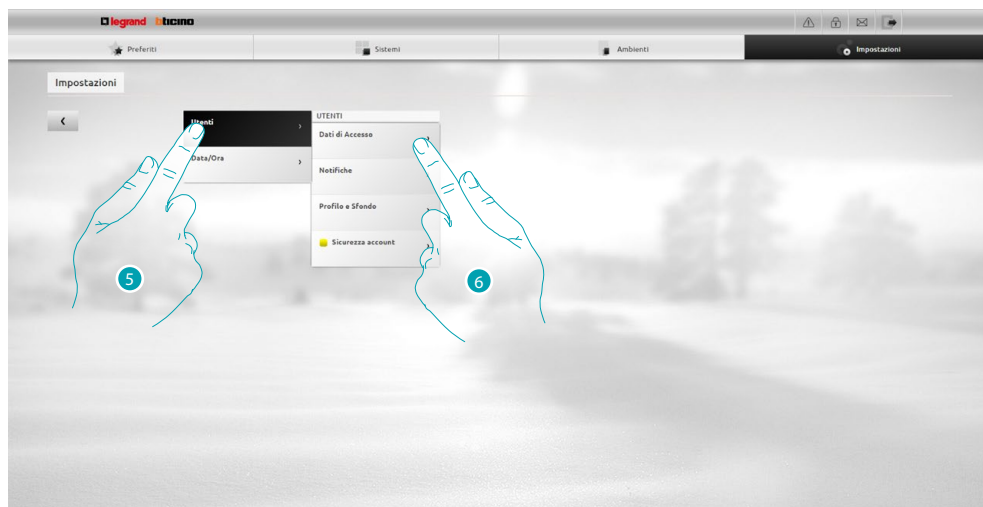 legrand bticino
Preferiti
Sistemi
Ambienti
Impostazioni
Impostazioni
Utenti
UTENTI
Dati di Accesso
Data/Ora
Notifiche
Profilo e Sfondo
Sicurezza account
5
6